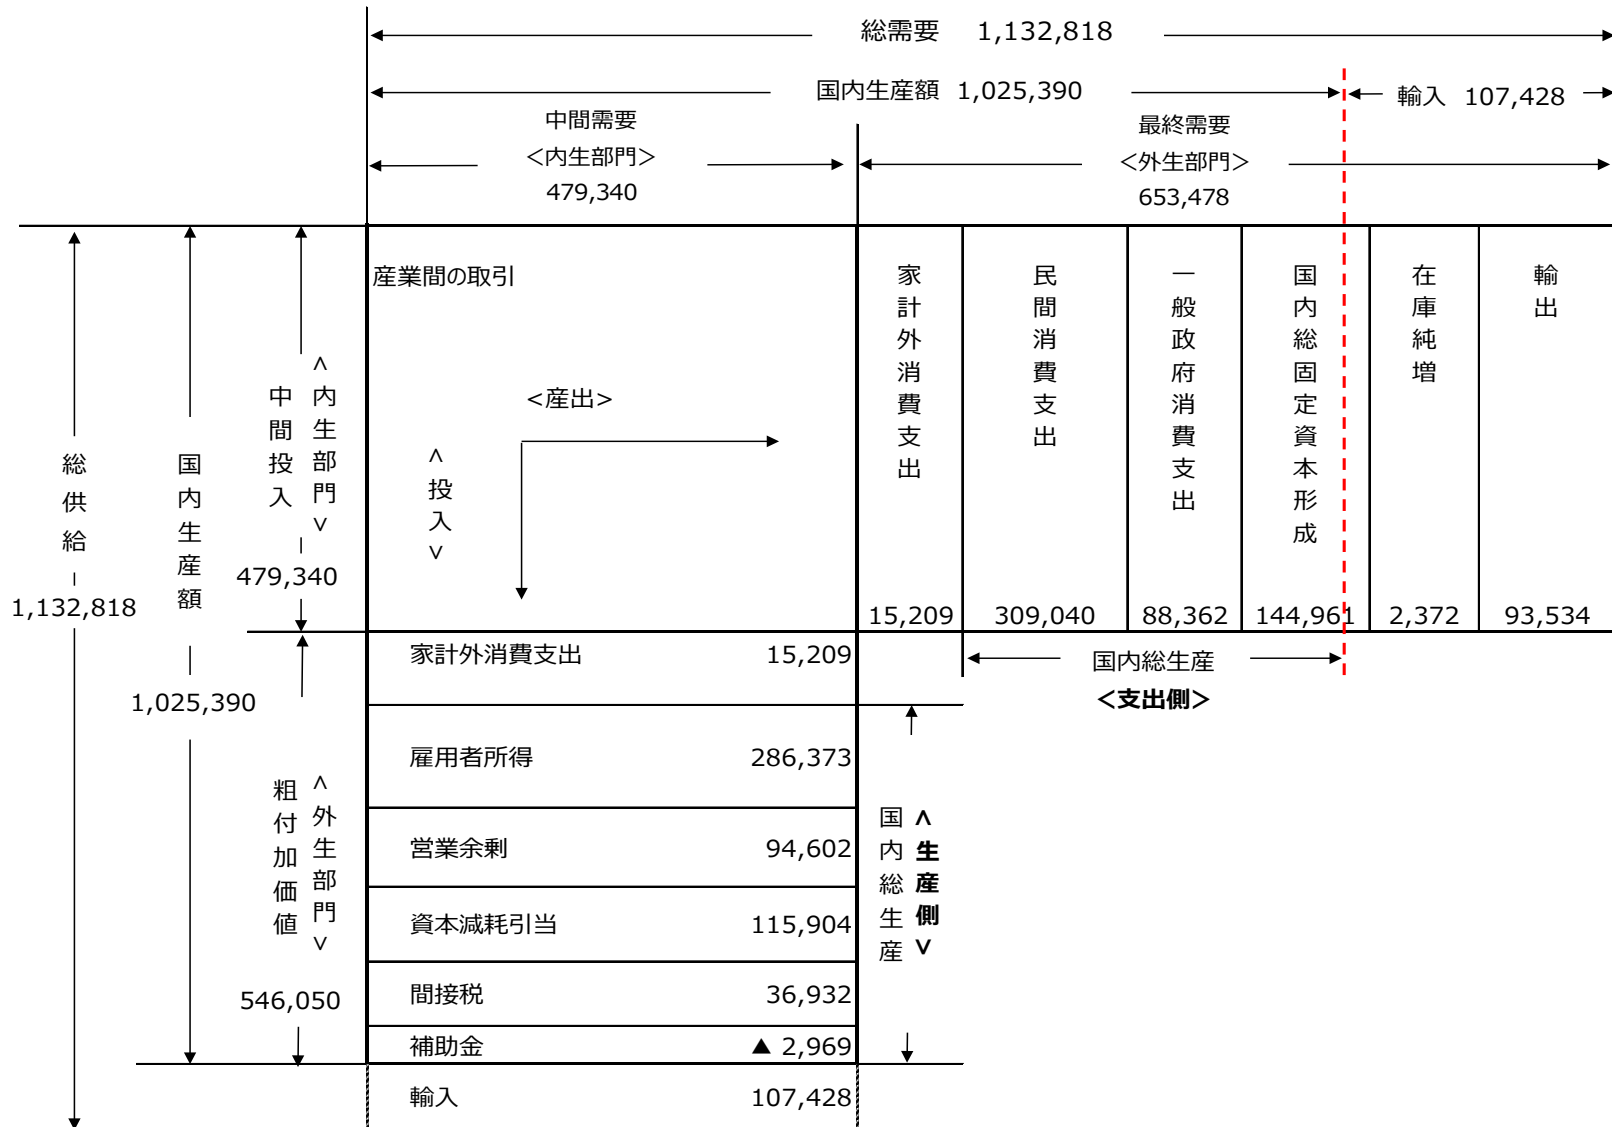 総需要 1,132,818
国内生産額 1,025,390
輸入 107,428
中間需要
<内生部門>
479,340
最終需要
<外生部門>
653,478
総供給
1,132,818
国内生産額
1,025,390
中間投入
<内生部門>
479,340
粗付加価値
<外生部門>
546,050
産業間の取引
<産出>
<投入>
家計外消費支出
15,209
民間消費支出
309,040
一般政府消費支出
88,362
国内総固定資本形成
144,961
在庫純増
2,372
輸出
93,534
国内総生産
<支出側>
家計外消費支出 15,209
雇用者所得 286,373
営業余剰 94,602
資本減耗引当 115,904
間接税 36,932
補助金 ▲ 2,969
輸入 107,428
国内総生産
<生産側>